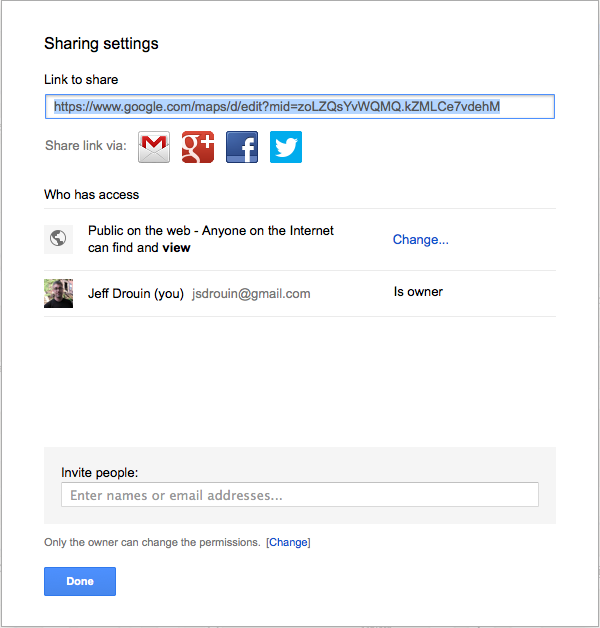 Sharing settings
Link to share
https://www.google.com/maps/d/edit?mid=zoLZQsYvWQMQ.kZMLCe7vdehM
Share link via:
Who has access
Public on the web - Anyone on the Internet
can find and view
Change...
Jeff Drouin (you) jsdrouin@gmail.com
Is owner
Invite people:
Enter names or email addresses...
Only the owner can change the permissions. [Change]
Done